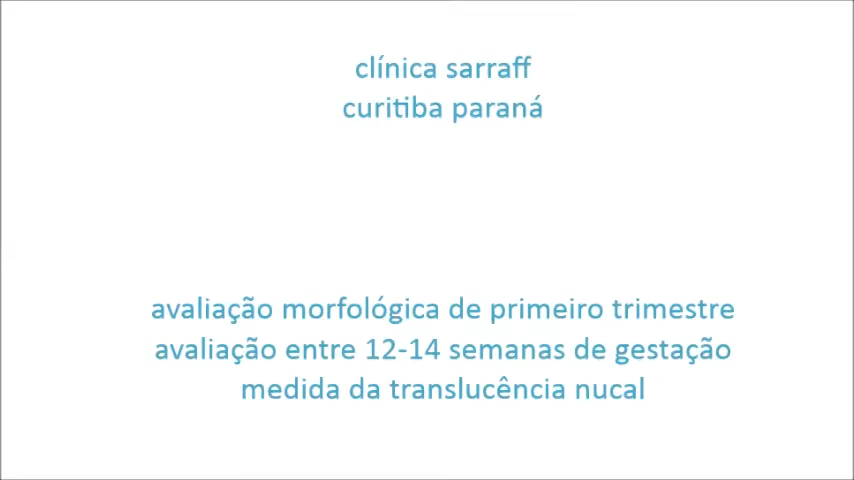 clínica sarraff
curitiba paraná
avaliação morfológica de primeiro trimestre
avaliação entre 12-14 semanas de gestação
medida da translucência nucal